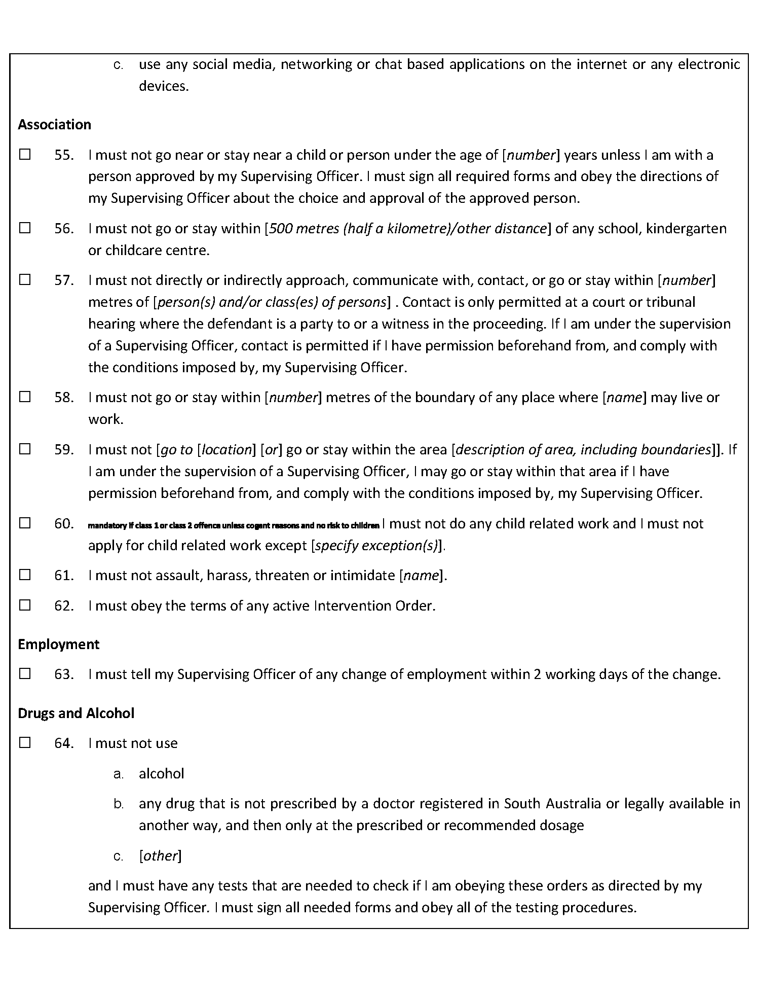 c. use any social media, networking or chat based applications on the internet or any electronic
devices.
Association
☐ 55. I must not go near or stay near a child or person under the age of [number] years unless I am with a
person approved by my Supervising Officer. I must sign all required forms and obey the directions of
my Supervising Officer about the choice and approval of the approved person.
☐ 56. I must not go or stay within [500 metres (half a kilometre)/other distance] of any school, kindergarten
or childcare centre.
☐ 57. I must not directly or indirectly approach, communicate with, contact, or go or stay within [number]
metres of [person(s) and/or class(es) of persons] . Contact is only permitted at a court or tribunal
hearing where the defendant is a party to or a witness in the proceeding. If I am under the supervision
of a Supervising Officer, contact is permitted if I have permission beforehand from, and comply with
the conditions imposed by, my Supervising Officer.
☐ 58. I must not go or stay within [number] metres of the boundary of any place where [name] may live or
work.
☐ 59. I must not [go to [location] [or] go or stay within the area [description of area, including boundaries]]. If
I am under the supervision of a Supervising Officer, I may go or stay within that area if I have
permission beforehand from, and comply with the conditions imposed by, my Supervising Officer.
☐ 60. mandatory if class 1 or class 2 offence unless cogent reasons and no risk to children I must not do any child related work and I must not
apply for child related work except [specify exception(s)].
☐ 61. I must not assault, harass, threaten or intimidate [name].
☐ 62. I must obey the terms of any active Intervention Order.
Employment
☐ 63. I must tell my Supervising Officer of any change of employment within 2 working days of the change.
Drugs and Alcohol
☐ 64. I must not use
a. alcohol
b. any drug that is not prescribed by a doctor registered in South Australia or legally available in
another way, and then only at the prescribed or recommended dosage
c. [other]
and I must have any tests that are needed to check if I am obeying these orders as directed by my
Supervising Officer. I must sign all needed forms and obey all of the testing procedures.